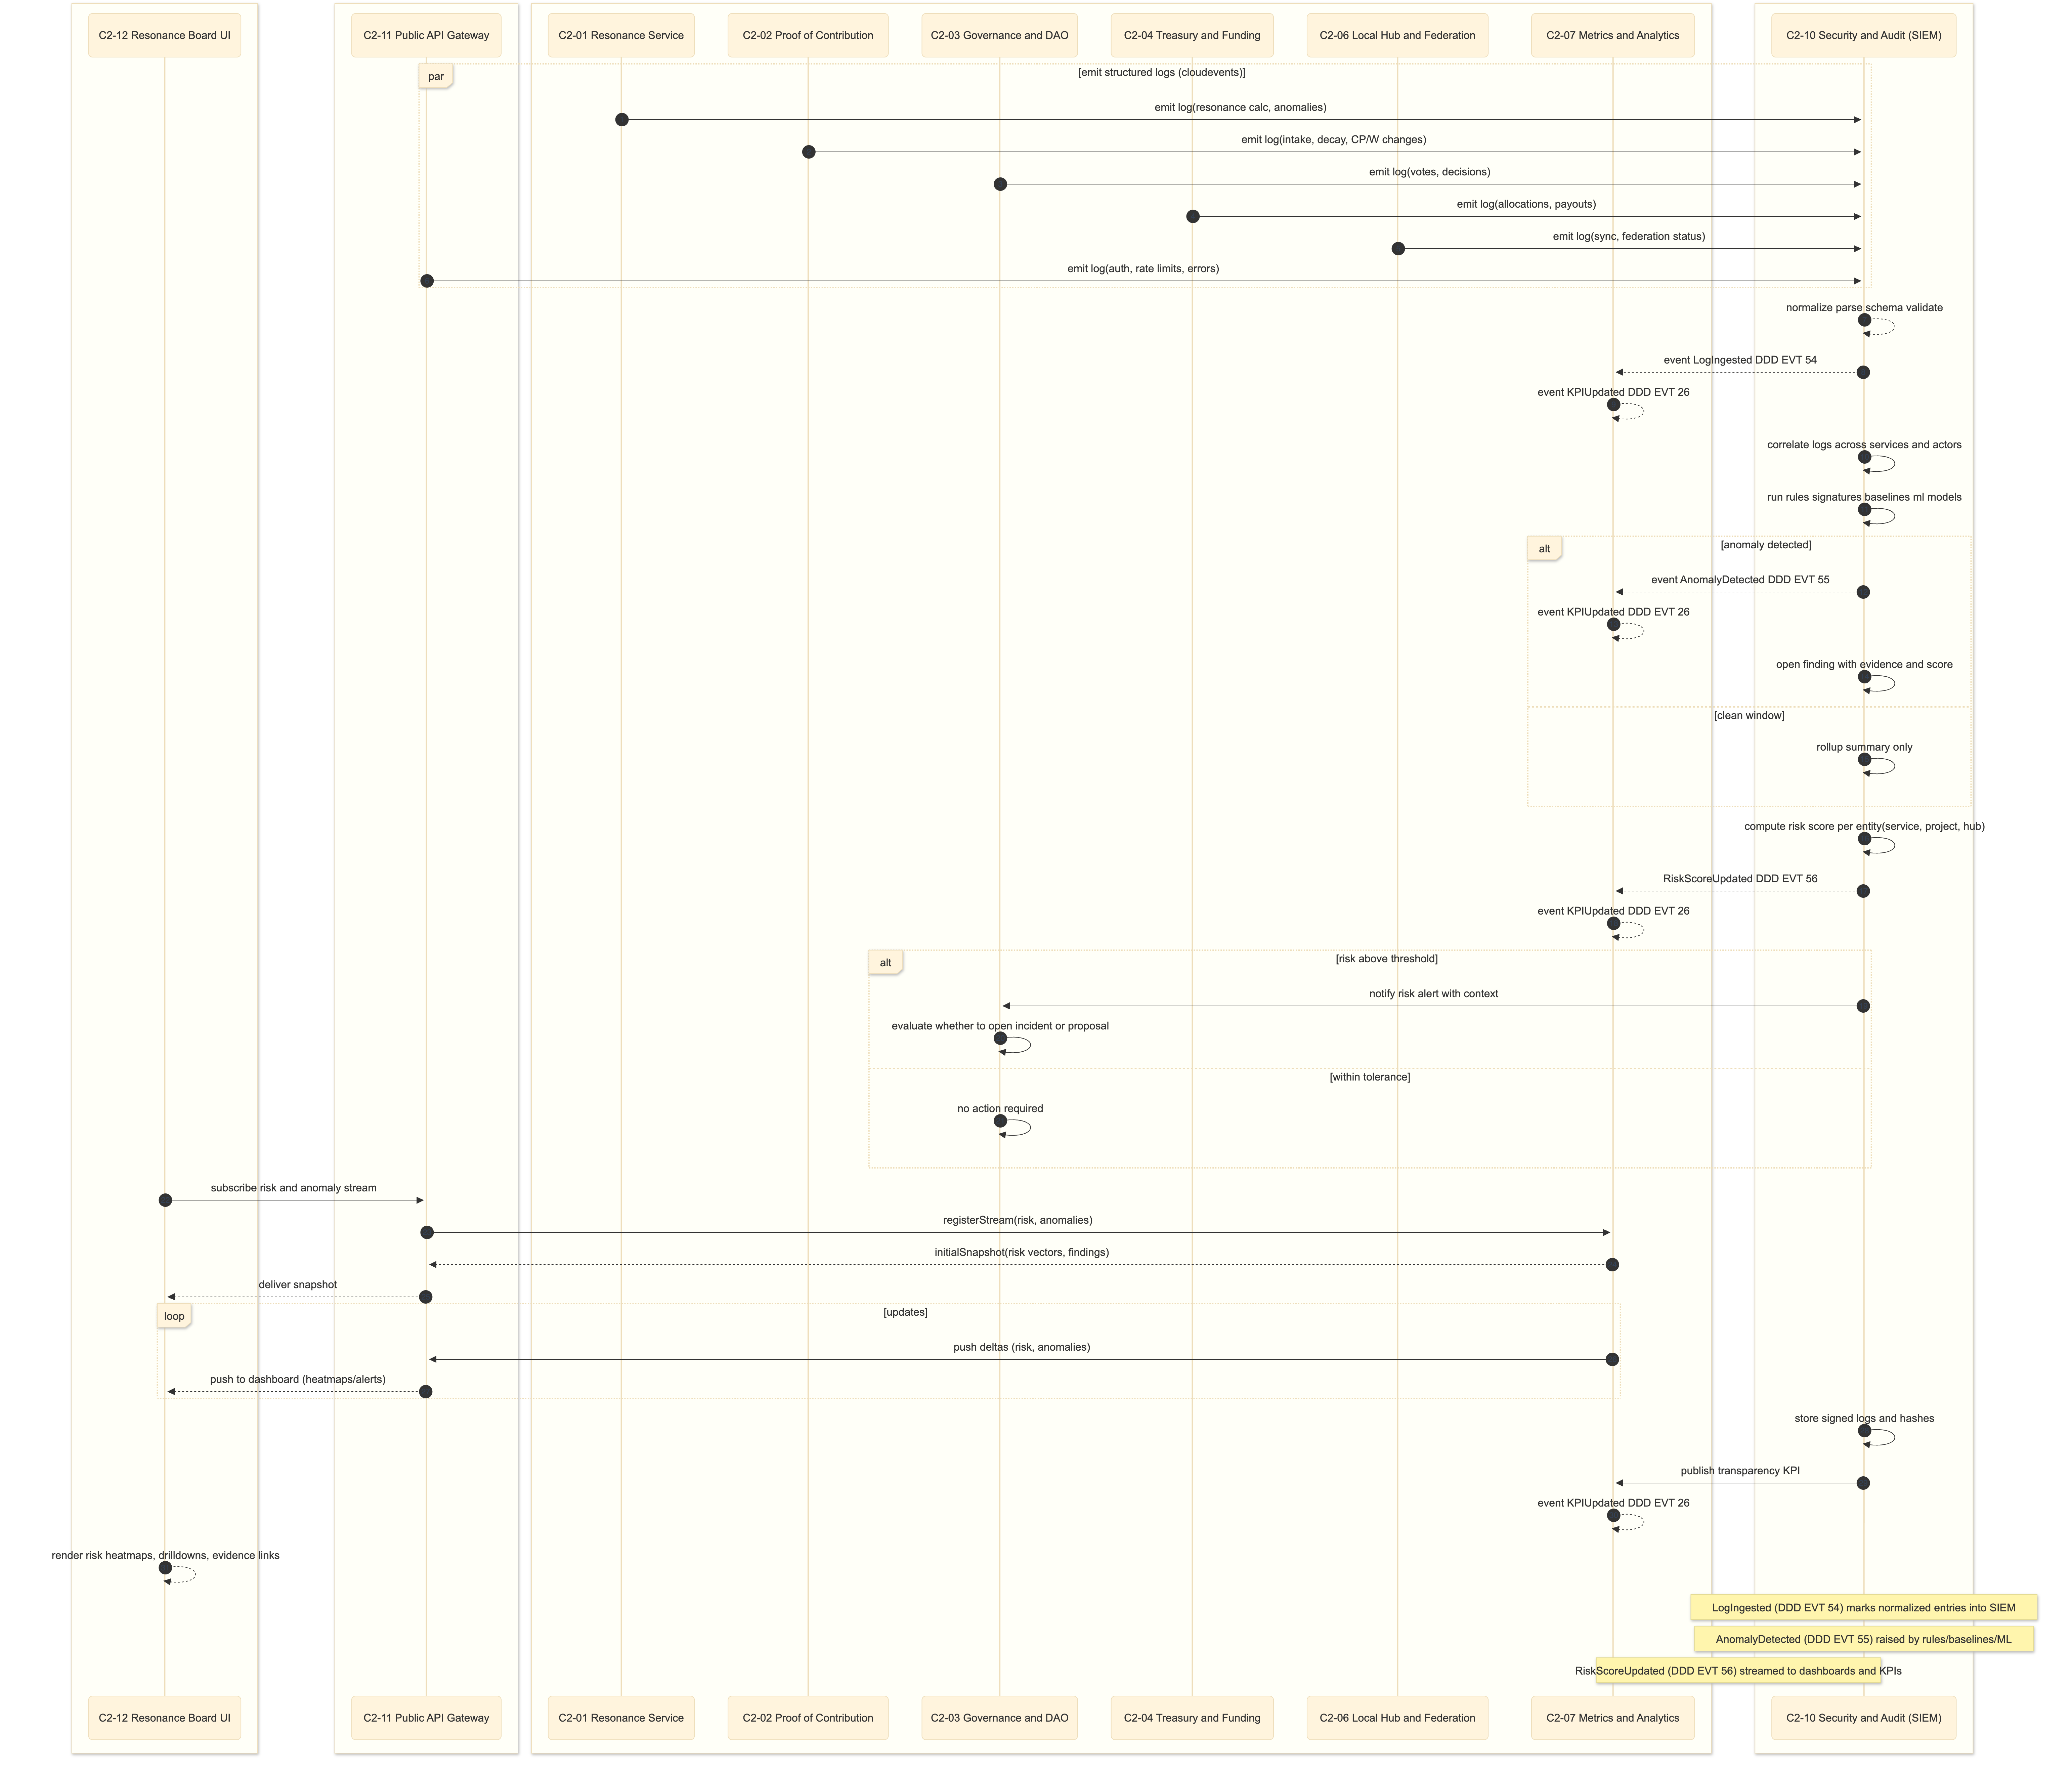 C2-12 Resonance Board UI
C2-11 Public API Gateway
C2-01 Resonance Service
C2-02 Proof of Contribution
C2-03 Governance and DAO
C2-04 Treasury and Funding
C2-06 Local Hub and Federation
C2-07 Metrics and Analytics
C2-10 Security and Audit (SIEM)
par
[emit structured logs (cloudevents)]
emit log(resonance calc, anomalies)
emit log(intake, decay, CP/W changes)
emit log(votes, decisions)
emit log(allocations, payouts)
emit log(sync, federation status)
emit log(auth, rate limits, errors)
normalize parse schema validate
event LogIngested DDD EVT 54
event KPIUpdated DDD EVT 26
correlate logs across services and actors
run rules signatures baselines ml models
alt
[anomaly detected]
event AnomalyDetected DDD EVT 55
event KPIUpdated DDD EVT 26
open finding with evidence and score
[clean window]
rollup summary only
compute risk score per entity(service, project, hub)
RiskScoreUpdated DDD EVT 56
event KPIUpdated DDD EVT 26
alt
[risk above threshold]
notify risk alert with context
evaluate whether to open incident or proposal
[within tolerance]
no action required
subscribe risk and anomaly stream
registerStream(risk, anomalies)
initialSnapshot(risk vectors, findings)
deliver snapshot
loop
[updates]
push deltas (risk, anomalies)
push to dashboard (heatmaps/alerts)
store signed logs and hashes
publish transparency KPI
event KPIUpdated DDD EVT 26
render risk heatmaps, drilldowns, evidence links
LogIngested (DDD EVT 54) marks normalized entries into SIEM
AnomalyDetected (DDD EVT 55) raised by rules/baselines/ML
RiskScoreUpdated (DDD EVT 56) streamed to dashboards and KPIs
C2-12 Resonance Board UI
C2-11 Public API Gateway
C2-01 Resonance Service
C2-02 Proof of Contribution
C2-03 Governance and DAO
C2-04 Treasury and Funding
C2-06 Local Hub and Federation
C2-07 Metrics and Analytics
C2-10 Security and Audit (SIEM)